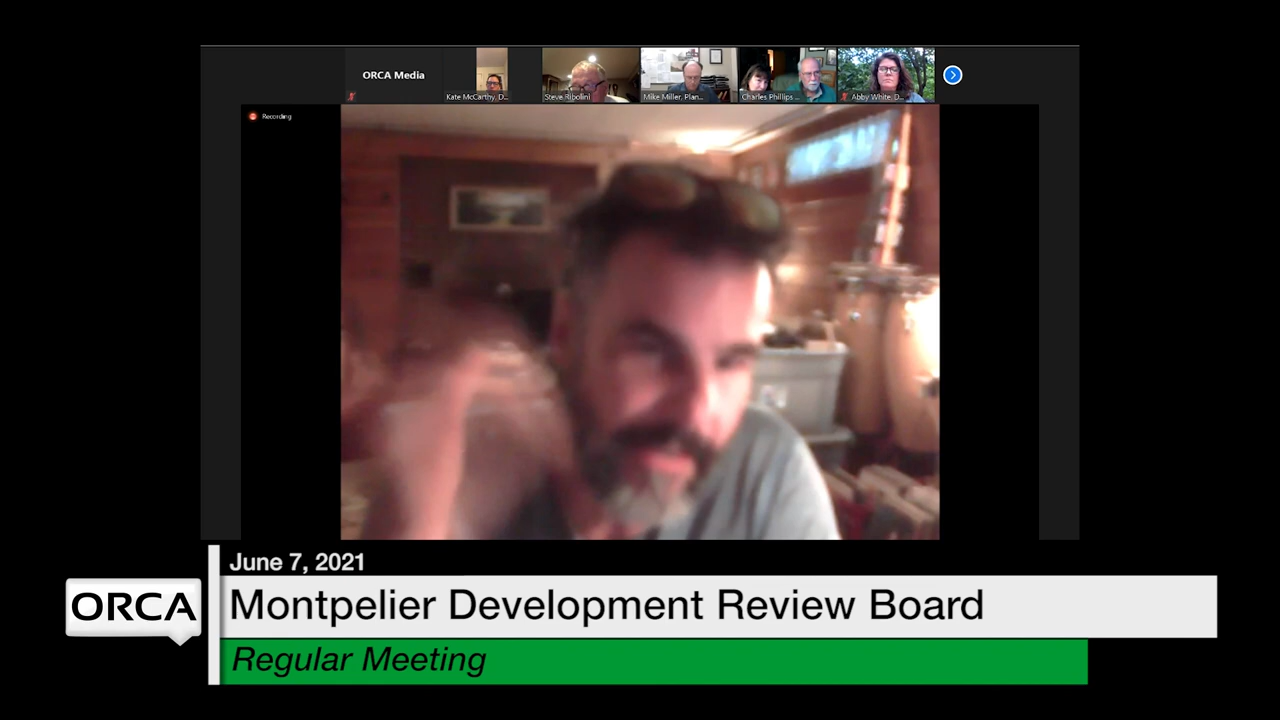 ORCA Media
Kate McCarthy, D...
Steve Ribolini
Mike Miller, Plan...
Charles Phillips ...
Abby White, D...
Recording
June 7, 2021
ORCA
Montpelier Development Review Board
Regular Meeting